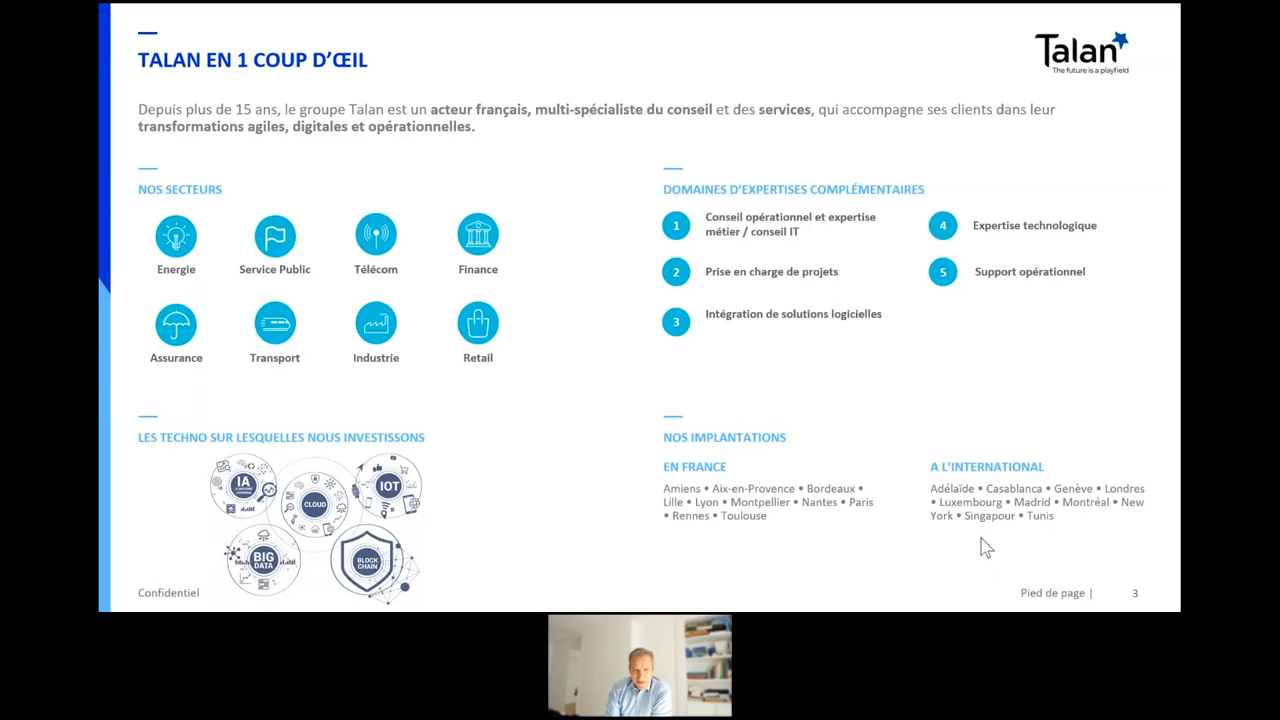 TALAN EN 1 COUP D’ŒIL
Talan
The future is a playfield
Depuis plus de 15 ans, le groupe Talan est un acteur français, multi-spécialiste du conseil et des services, qui accompagne ses clients dans leur
transformations agiles, digitales et opérationnelles.
NOS SECTEURS
Energie
Service Public
Télécom
Finance
Assurance
Transport
Industrie
Retail
DOMAINES D’EXPERTISES COMPLÉMENTAIRES
1
Conseil opérationnel et expertise
métier / conseil IT
2
Prise en charge de projets
3
Intégration de solutions logicielles
4
Expertise technologique
5
Support opérationnel
LES TECHNO SUR LESQUELLES NOUS INVESTISSONS
IA
CLOUD
IOT
BIG
DATA
BLOCK
CHAIN
NOS IMPLANTATIONS
EN FRANCE
Amiens • Aix-en-Provence • Bordeaux •
Lille • Lyon • Montpellier • Nantes • Paris
• Rennes • Toulouse
A L’INTERNATIONAL
Adélaïde • Casablanca • Genève • Londres
• Luxembourg • Madrid • Montréal • New
York • Singapour • Tunis
Confidentiel
Pied de page |
3